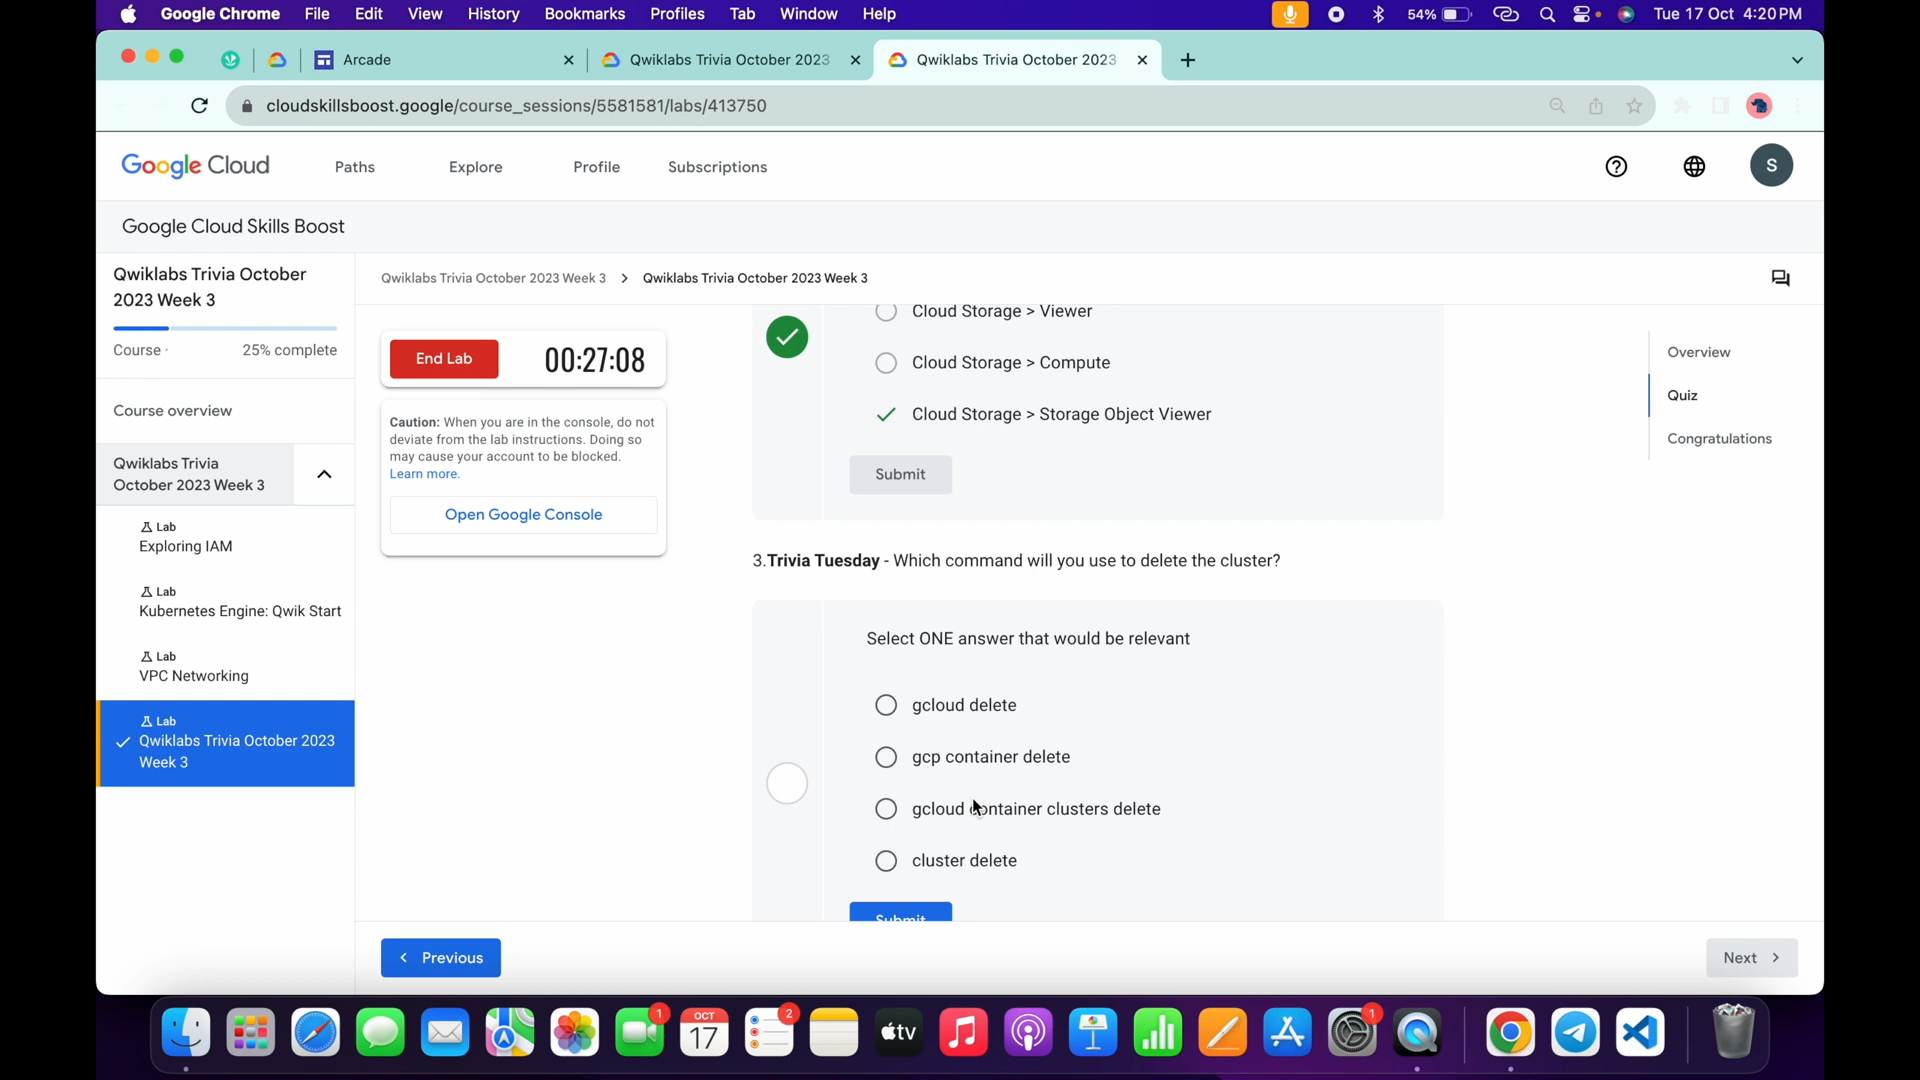 Google Chrome File Edit View History Bookmarks Profiles Tab Window Help 54% Tue 17 Oct 4:20 PM
Arcade Qwiklabs Trivia October 2023 Qwiklabs Trivia October 2023
cloudskillsboost.google/course_sessions/5581581/labs/413750
Google Cloud Paths Explore Profile Subscriptions S
Google Cloud Skills Boost
Qwiklabs Trivia October
2023 Week 3
Course · 25% complete
Course overview
Qwiklabs Trivia
October 2023 Week 3
Lab
Exploring IAM
Lab
Kubernetes Engine: Qwik Start
Lab
VPC Networking
Lab
Qwiklabs Trivia October 2023
Week 3
Qwiklabs Trivia October 2023 Week 3 > Qwiklabs Trivia October 2023 Week 3
End Lab 00:27:08
Caution: When you are in the console, do not
deviate from the lab instructions. Doing so
may cause your account to be blocked.
Learn more.
Open Google Console
Cloud Storage > Viewer
Cloud Storage > Compute
Cloud Storage > Storage Object Viewer
Submit
3.Trivia Tuesday - Which command will you use to delete the cluster?
Select ONE answer that would be relevant
gcloud delete
gcp container delete
gcloud container clusters delete
cluster delete
Submit
Overview
Quiz
Congratulations
Previous
Next
1
OCT
17
2
tv
1